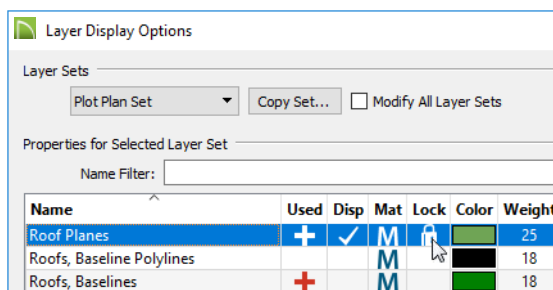 Layer Display Options
Layer Sets
Plot Plan Set Copy Set... Modify All Layer Sets
Properties for Selected Layer Set
Name Filter:
Name Used Disp Mat Lock Color Weight
Roof Planes M 25
Roofs, Baseline Polylines M 18
Roofs, Baselines M 18